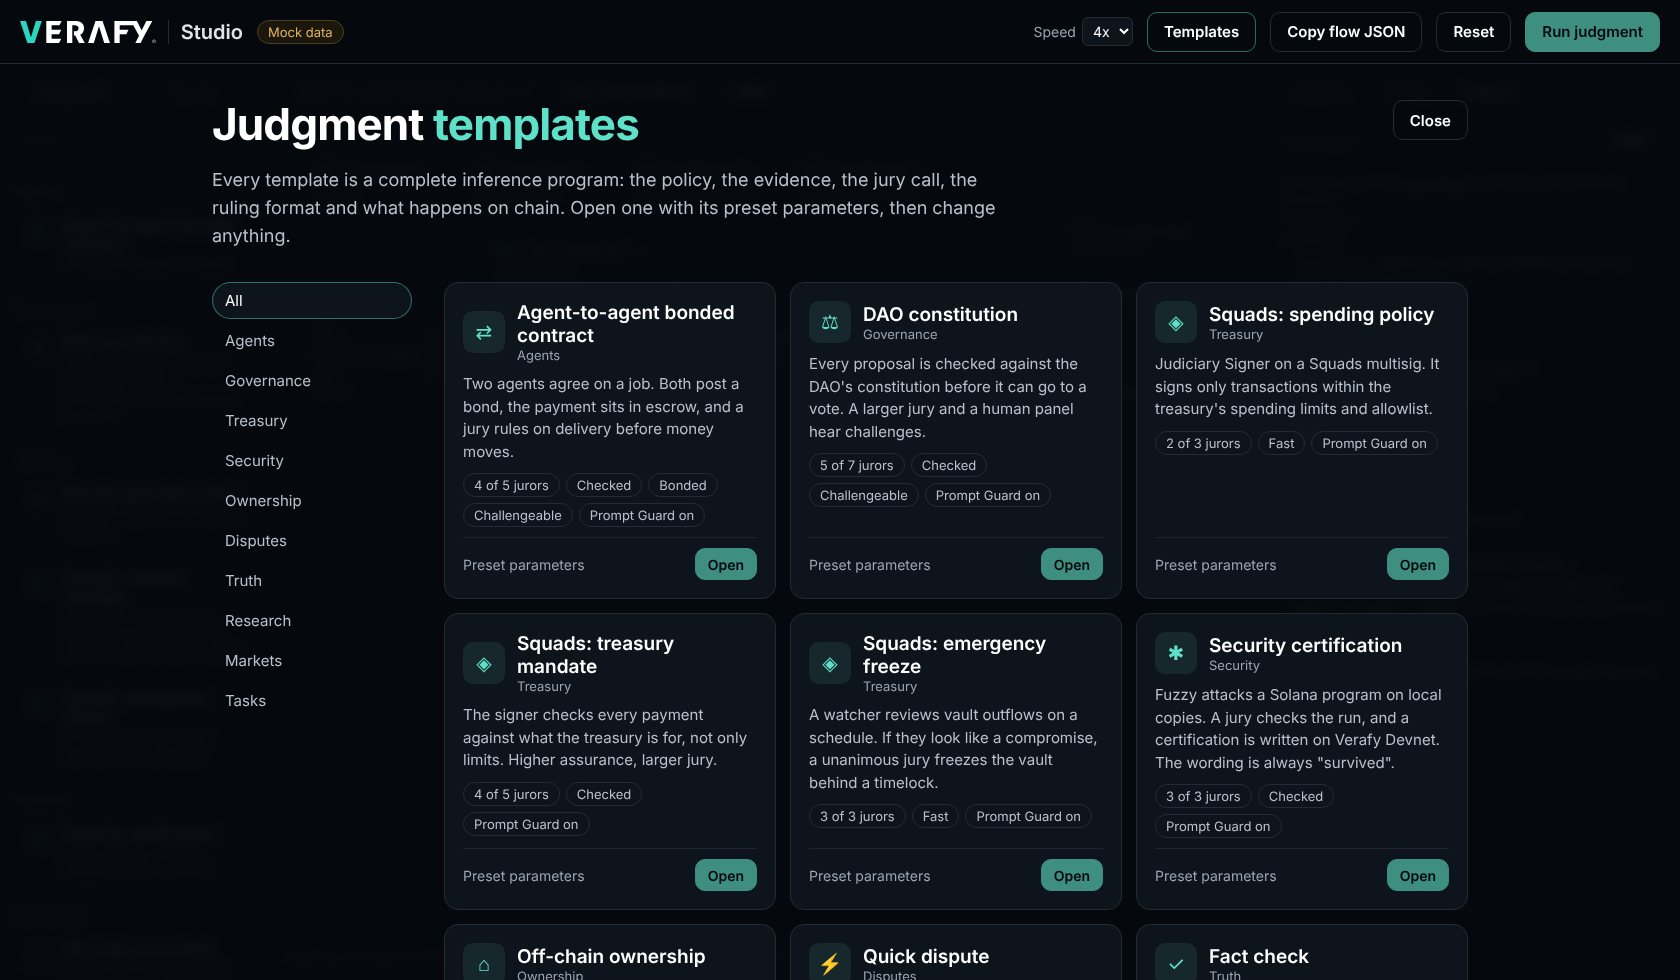 VERAFY Studio Mock data Speed 4x Templates Copy flow JSON Reset Run judgment
Judgment templates
Close
Every template is a complete inference program: the policy, the evidence, the jury call, the
ruling format and what happens on chain. Open one with its preset parameters, then change
anything.
All
Agents
Governance
Treasury
Security
Ownership
Disputes
Truth
Research
Markets
Tasks
Agent-to-agent bonded
contract
Agents
Two agents agree on a job. Both post a
bond, the payment sits in escrow, and a
jury rules on delivery before money
moves.
4 of 5 jurors Checked Bonded
Challengeable Prompt Guard on
Preset parameters Open
DAO constitution
Governance
Every proposal is checked against the
DAO's constitution before it can go to a
vote. A larger jury and a human panel
hear challenges.
5 of 7 jurors Checked
Challengeable Prompt Guard on
Preset parameters Open
Squads: spending policy
Treasury
Judiciary Signer on a Squads multisig. It
signs only transactions within the
treasury's spending limits and allowlist.
2 of 3 jurors Fast Prompt Guard on
Preset parameters Open
Squads: treasury
mandate
Treasury
The signer checks every payment
against what the treasury is for, not only
limits. Higher assurance, larger jury.
4 of 5 jurors Checked
Prompt Guard on
Preset parameters Open
Squads: emergency
freeze
Treasury
A watcher reviews vault outflows on a
schedule. If they look like a compromise,
a unanimous jury freezes the vault
behind a timelock.
3 of 3 jurors Fast Prompt Guard on
Preset parameters Open
Security certification
Security
Fuzzy attacks a Solana program on local
copies. A jury checks the run, and a
certification is written on Verafy Devnet.
The wording is always "survived".
3 of 3 jurors Checked
Prompt Guard on
Preset parameters Open
Off-chain ownership
Ownership
Quick dispute
Disputes
Fact check
Truth